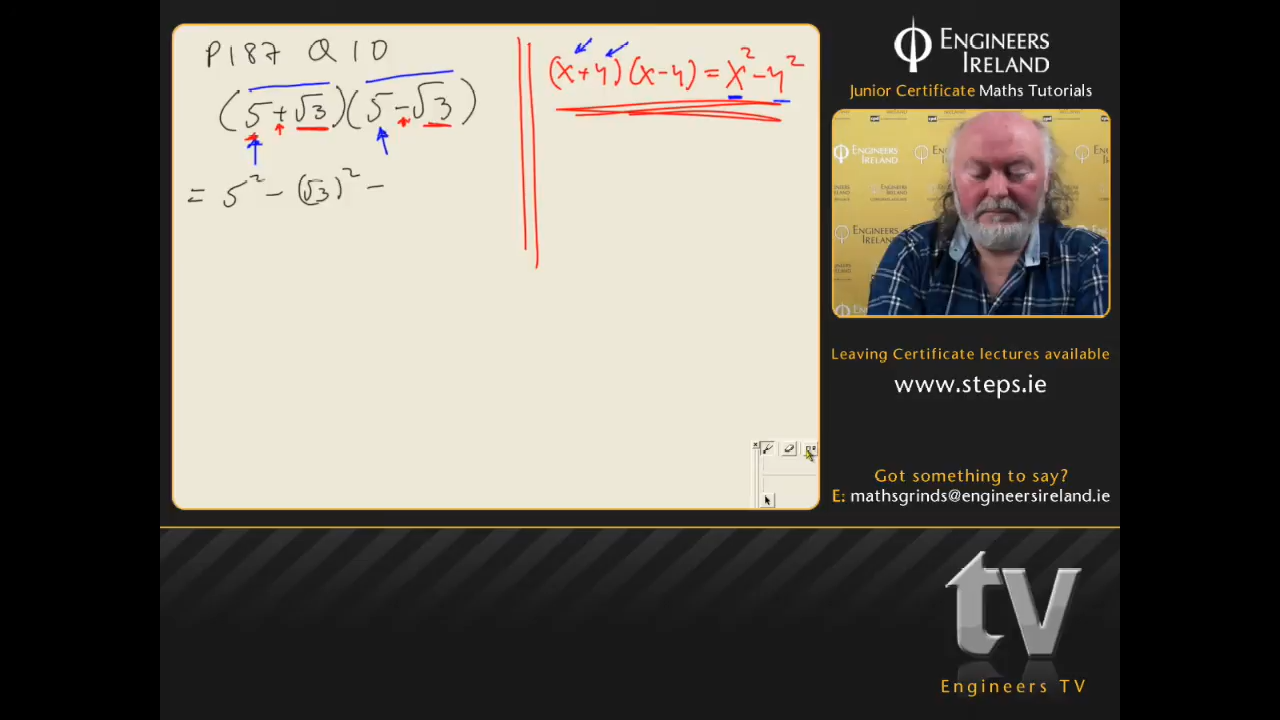 P187 Q10
(5+√3)(5-√3)
= 5² - (√3)² -
(x+y)(x-y) = x² - y²
ENGINEERS
IRELAND
Junior Certificate Maths Tutorials
Leaving Certificate lectures available
www.steps.ie
Got something to say?
E: mathsgrinds@engineersireland.ie
tv
Engineers TV